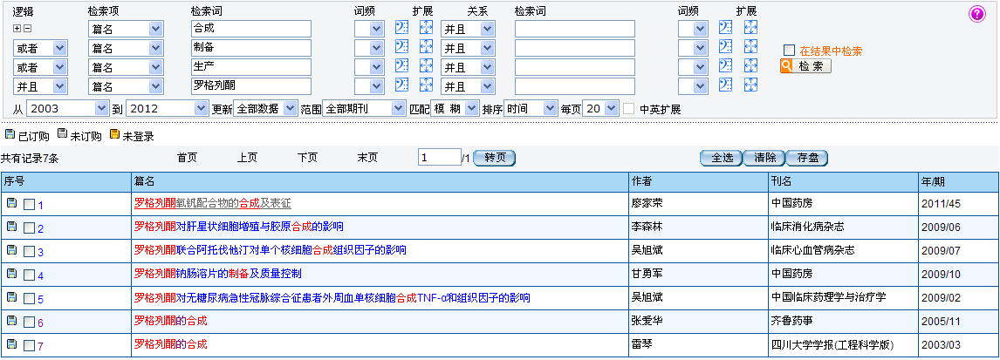 逻辑 检索项 检索词 词频 扩展 关系 检索词 词频 扩展
篇名 合成 并且
或者 篇名 制备 并且 在结果中检索
或者 篇名 生产 并且 检 索
并且 篇名 罗格列酮 并且
从 2003 到 2012 更新 全部数据 范围 全部期刊 匹配 模 糊 排序 时间 每页 20 中英扩展
已订购 未订购 未登录
共有记录7条 首页 上页 下页 末页 1 /1 转页 全选 清除 存盘
序号 篇名 作者 刊名 年/期
1 罗格列酮氧钒配合物的合成及表征 廖家荣 中国药房 2011/45
2 罗格列酮对肝星状细胞增殖与胶原合成的影响 李森林 临床消化病杂志 2009/06
3 罗格列酮联合阿托伐他汀对单个核细胞合成组织因子的影响 吴旭斌 临床心血管病杂志 2009/07
4 罗格列酮钠肠溶片的制备及质量控制 甘勇军 中国药房 2009/10
5 罗格列酮对无糖尿病急性冠脉综合征患者外周血单核细胞合成TNF-α和组织因子的影响 吴旭斌 中国临床药理学与治疗学 2009/02
6 罗格列酮的合成 张爱华 齐鲁药事 2005/11
7 罗格列酮的合成 雷琴 四川大学学报(工程科学版) 2003/03